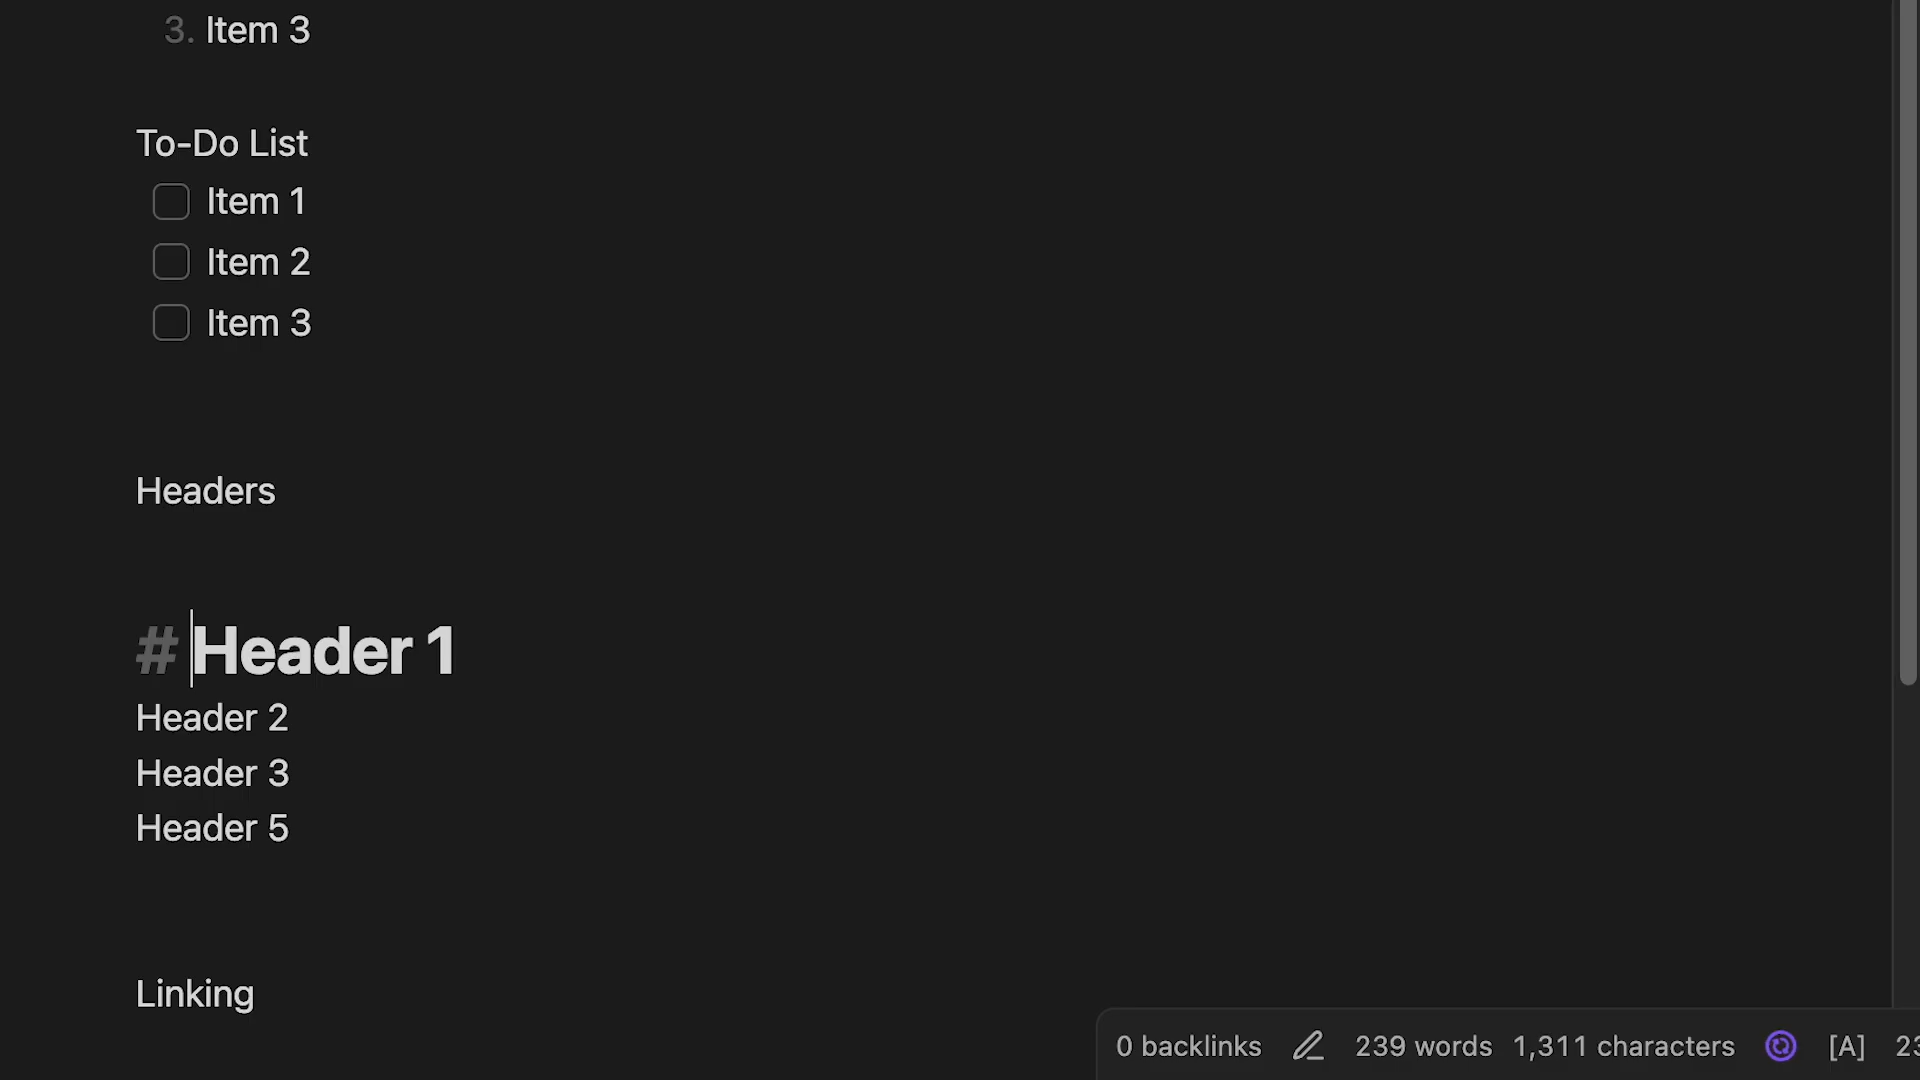 3. Item 3
To-Do List
Item 1
Item 2
Item 3
Headers
# Header 1
Header 2
Header 3
Header 5
Linking
0 backlinks 239 words 1,311 characters [A] 23